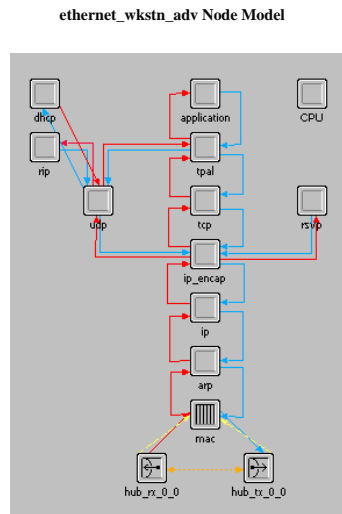 ethernet_wkstn_adv Node Model
dhcp
application
CPU
rip
tpal
udp
tcp
rsvp
ip_encap
ip
arp
mac
hub_rx_0_0
hub_tx_0_0